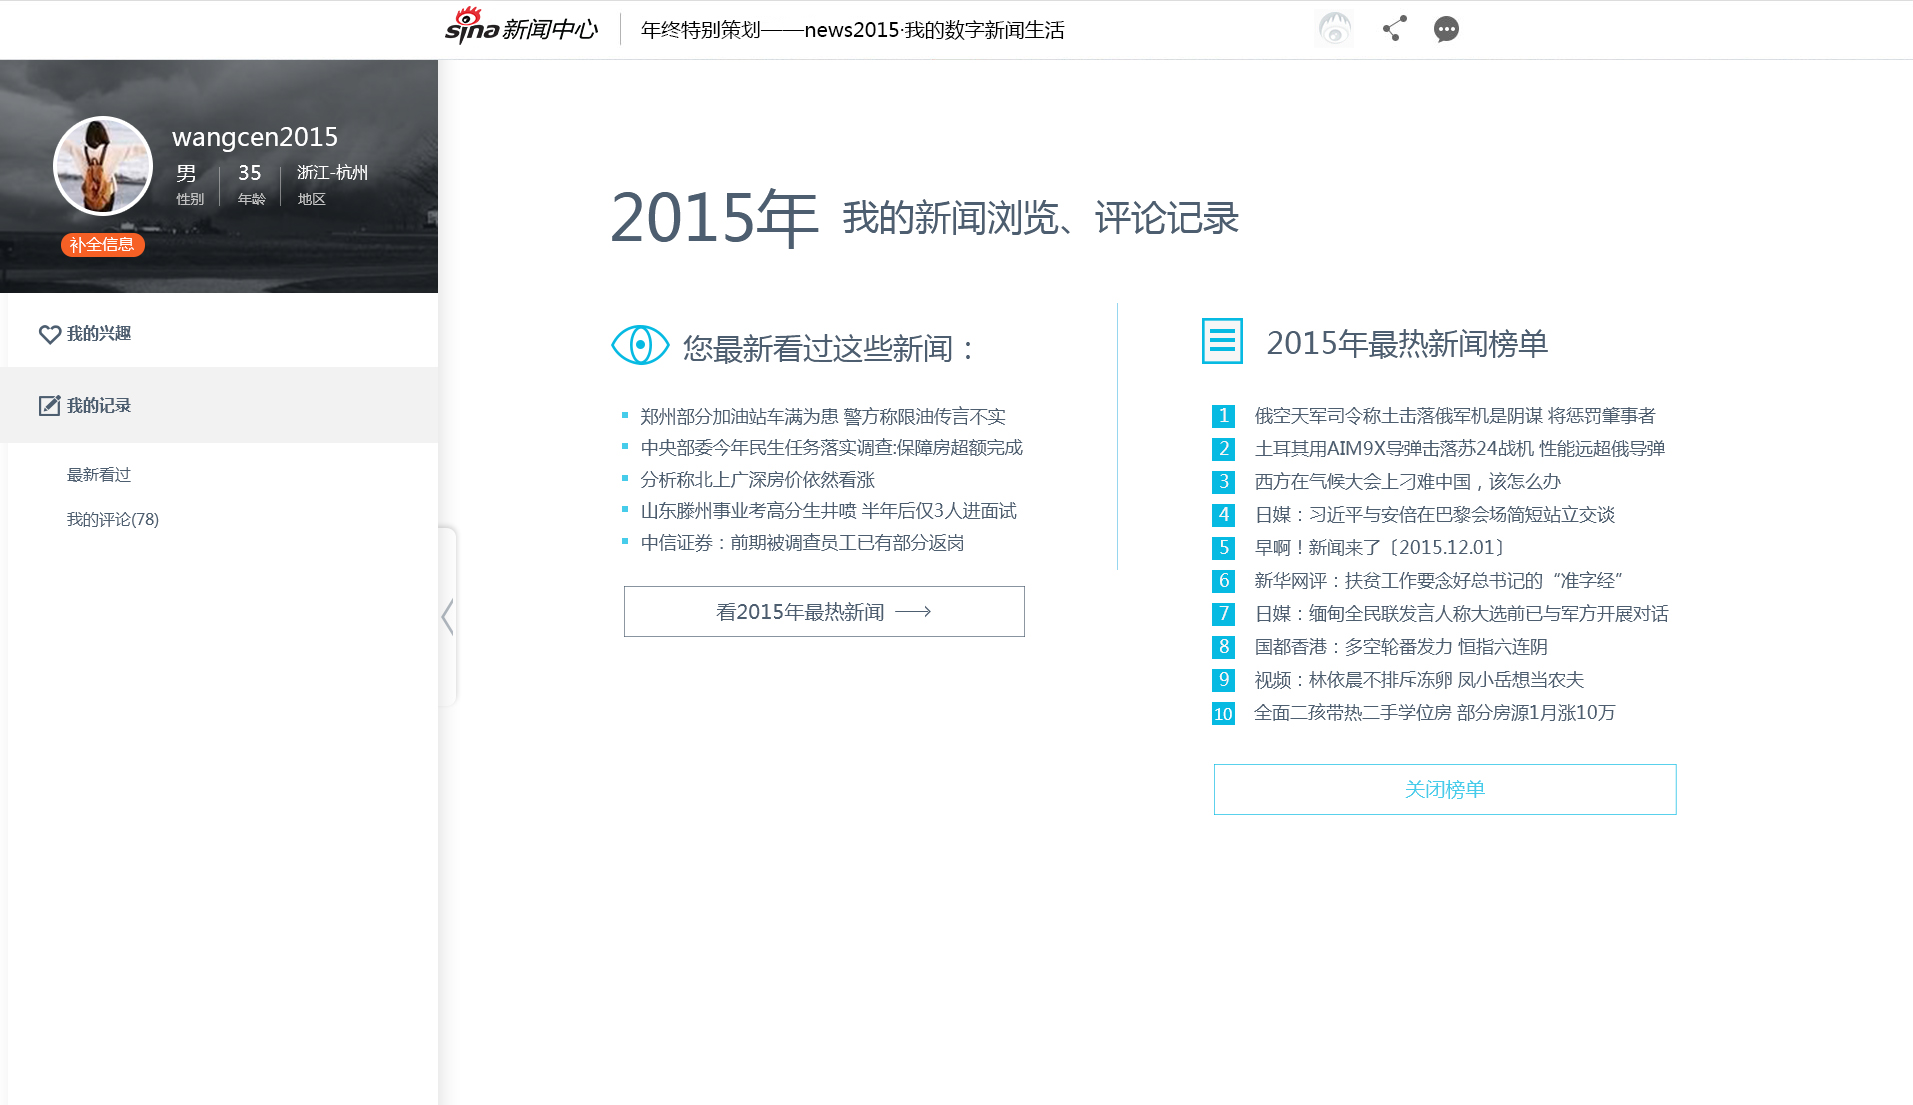 sina新闻中心
年终特别策划——news2015·我的数字新闻生活
wangcen2015
男 35 浙江-杭州
性别 年龄 地区
补全信息
我的兴趣
我的记录
最新看过
我的评论(78)
2015年 我的新闻浏览、评论记录
您最新看过这些新闻：
郑州部分加油站车满为患 警方称限油传言不实
中央部委今年民生任务落实调查:保障房超额完成
分析称北上广深房价依然看涨
山东滕州事业考高分生井喷 半年后仅3人进面试
中信证券：前期被调查员工已有部分返岗
看2015年最热新闻
2015年最热新闻榜单
1 俄空天军司令称土击落俄军机是阴谋 将惩罚肇事者
2 土耳其用AIM9X导弹击落苏24战机 性能远超俄导弹
3 西方在气候大会上刁难中国，该怎么办
4 日媒：习近平与安倍在巴黎会场简短站立交谈
5 早啊！新闻来了〔2015.12.01〕
6 新华网评：扶贫工作要念好总书记的“准字经”
7 日媒：缅甸全民联发言人称大选前已与军方开展对话
8 国都香港：多空轮番发力 恒指六连阴
9 视频：林依晨不排斥冻卵 凤小岳想当农夫
10 全面二孩带热二手学位房 部分房源1月涨10万
关闭榜单